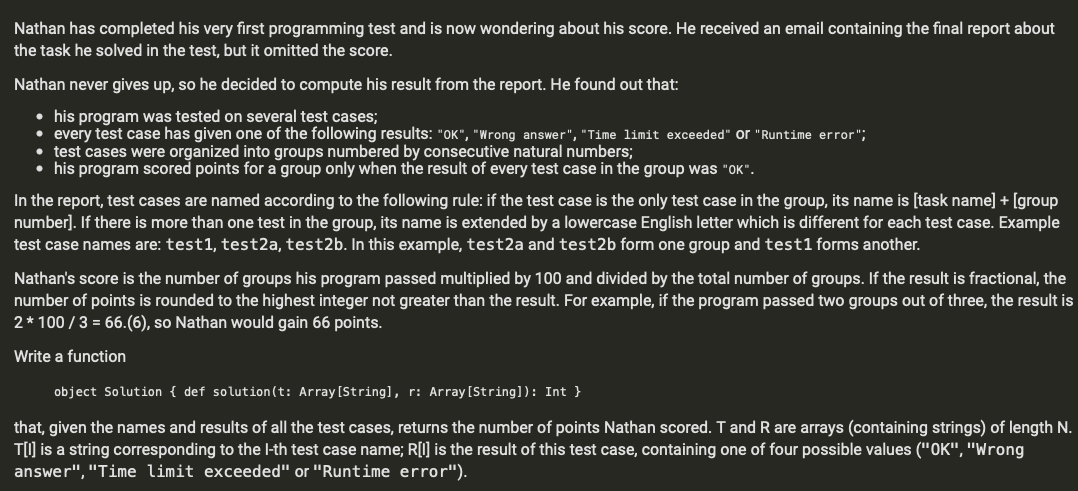 Nathan has completed his very first programming test and is now wondering about his score. He received an email containing the final report about
the task he solved in the test, but it omitted the score.
Nathan never gives up, so he decided to compute his result from the report. He found out that:
• his program was tested on several test cases;
• every test case has given one of the following results: "OK", "Wrong answer", "Time limit exceeded" or "Runtime error";
• test cases were organized into groups numbered by consecutive natural numbers;
• his program scored points for a group only when the result of every test case in the group was "OK".
In the report, test cases are named according to the following rule: if the test case is the only test case in the group, its name is [task name] + [group
number]. If there is more than one test in the group, its name is extended by a lowercase English letter which is different for each test case. Example
test case names are: test1, test2a, test2b. In this example, test2a and test2b form one group and test1 forms another.
Nathan's score is the number of groups his program passed multiplied by 100 and divided by the total number of groups. If the result is fractional, the
number of points is rounded to the highest integer not greater than the result. For example, if the program passed two groups out of three, the result is
2 * 100 / 3 = 66.(6), so Nathan would gain 66 points.
Write a function
object Solution { def solution(t: Array[String], r: Array[String]): Int }
that, given the names and results of all the test cases, returns the number of points Nathan scored. T and R are arrays (containing strings) of length N.
T[I] is a string corresponding to the I-th test case name; R[I] is the result of this test case, containing one of four possible values ("OK", "Wrong
answer", "Time limit exceeded" or "Runtime error").